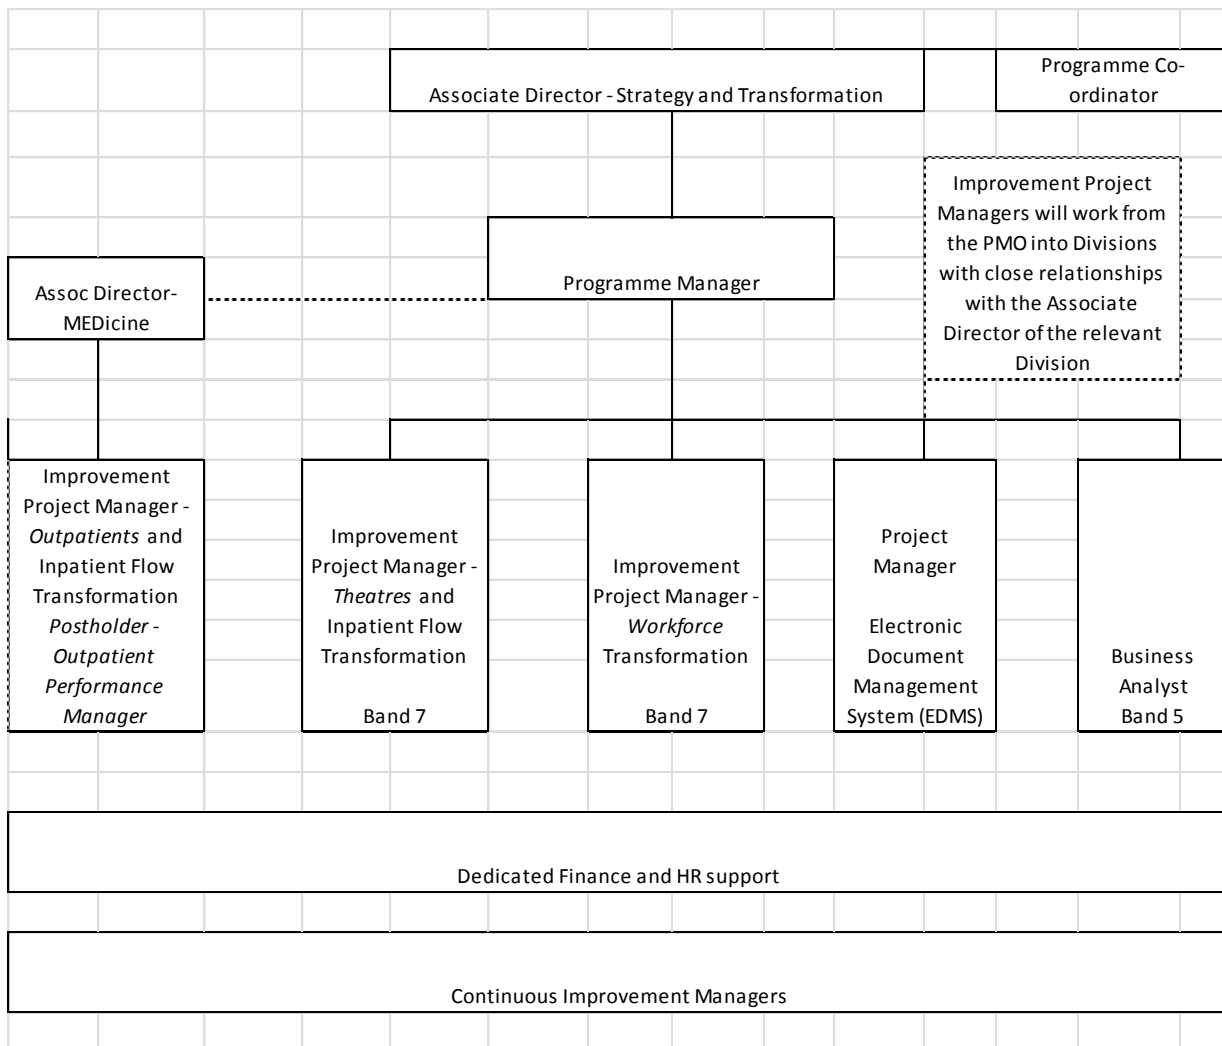 Associate Director - Strategy and Transformation
Programme Co-
ordinator
Improvement Project
Managers will work from
the PMO into Divisions
with close relationships
with the Associate
Director of the relevant
Division
Programme Manager
Assoc Director-
MEDicine
Improvement
Project Manager -
Outpatients and
Inpatient Flow
Transformation
Postholder -
Outpatient
Performance
Manager
Improvement
Project Manager -
Theatres and
Inpatient Flow
Transformation
Band 7
Improvement
Project Manager -
Workforce
Transformation
Band 7
Project
Manager
Electronic
Document
Management
System (EDMS)
Business
Analyst
Band 5
Dedicated Finance and HR support
Continuous Improvement Managers